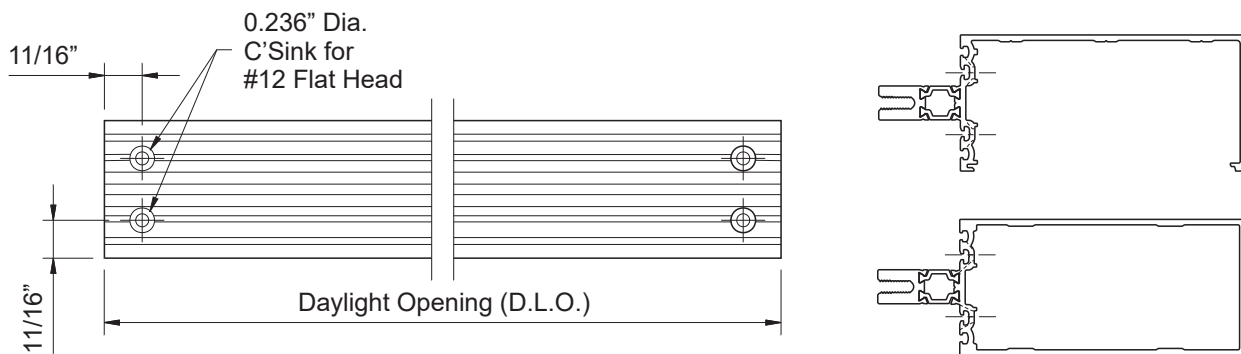 0.236” Dia.
C’Sink for
#12 Flat Head
11/16”
11/16”
Daylight Opening (D.L.O.)